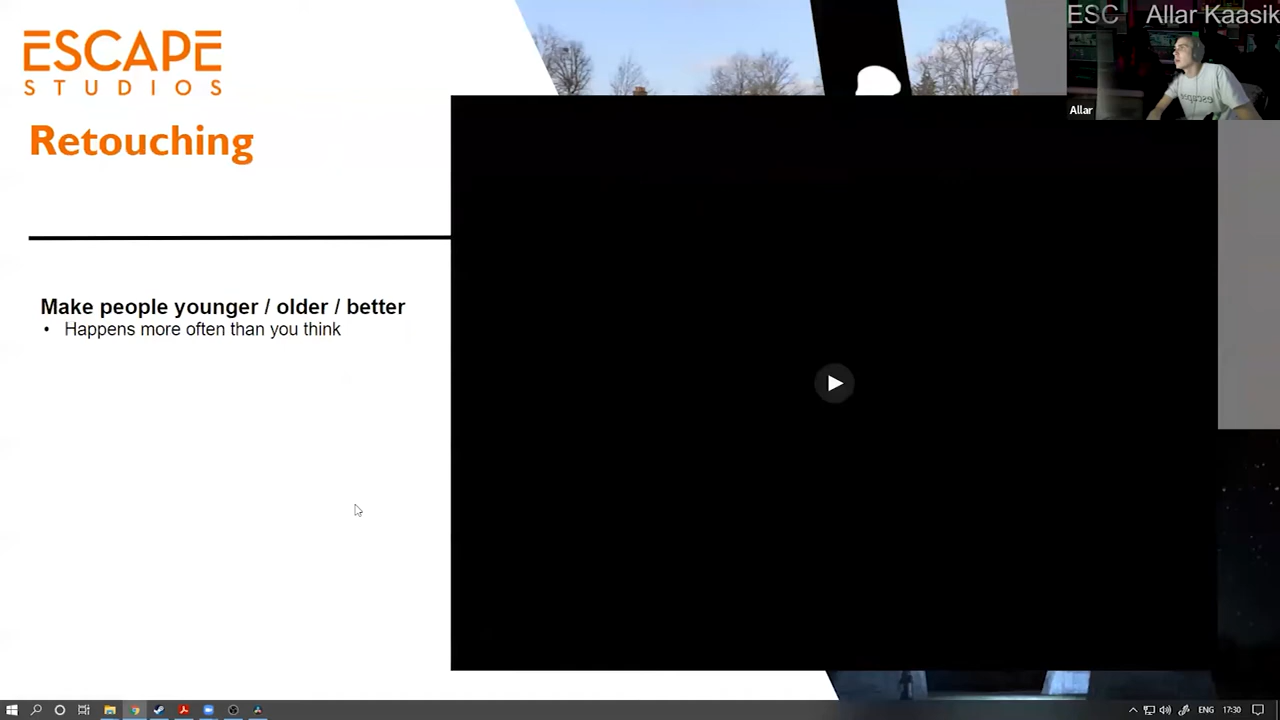 ESCAPE
STUDIOS
ESC Allar Kaasik
Allar
Retouching
Make people younger / older / better
• Happens more often than you think
ENG 17:30